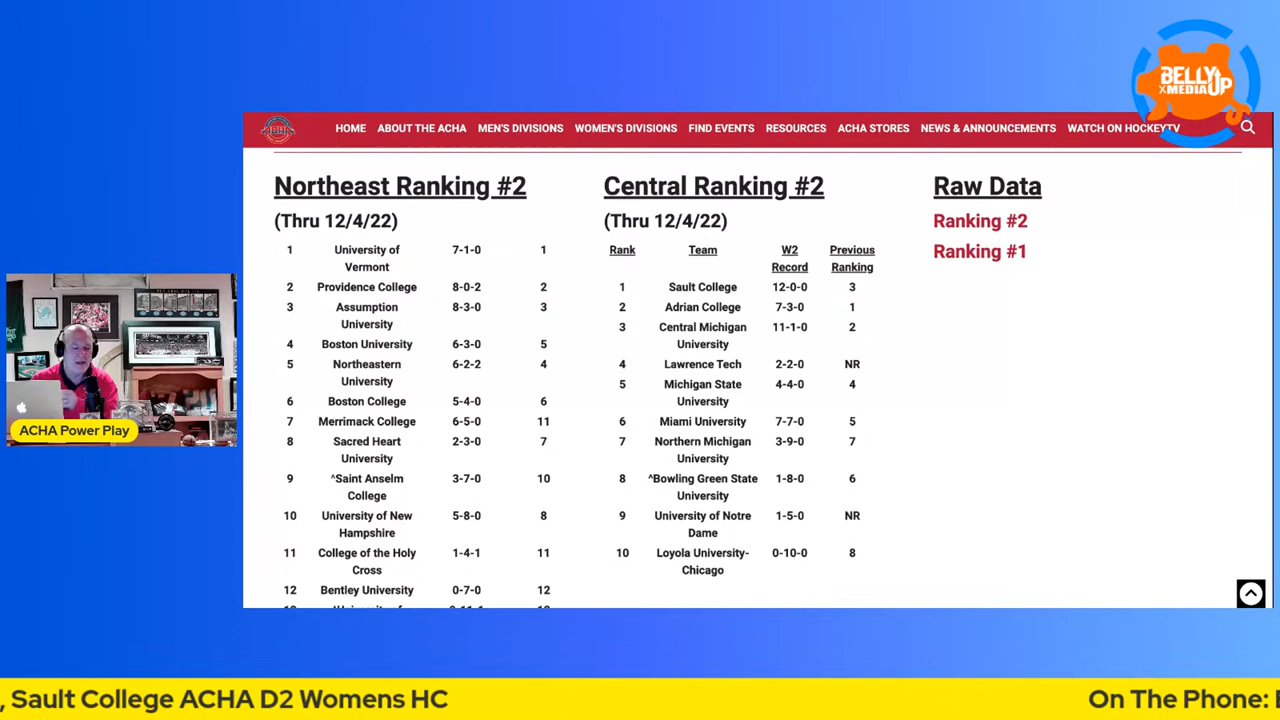 BELLY UP
MEDIA
HOME ABOUT THE ACHA MEN'S DIVISIONS WOMEN'S DIVISIONS FIND EVENTS RESOURCES ACHA STORES NEWS & ANNOUNCEMENTS WATCH ON HOCKEYTV
ACHA
Northeast Ranking #2
(Thru 12/4/22)
1 University of Vermont 7-1-0 1
2 Providence College 8-0-2 2
3 Assumption University 8-3-0 3
4 Boston University 6-3-0 5
5 Northeastern University 6-2-2 4
6 Boston College 5-4-0 6
7 Merrimack College 6-5-0 11
8 Sacred Heart University 2-3-0 7
9 ^Saint Anselm College 3-7-0 10
10 University of New Hampshire 5-8-0 8
11 College of the Holy Cross 1-4-1 11
12 Bentley University 0-7-0 12
Central Ranking #2
(Thru 12/4/22)
Rank Team W2 Record Previous Ranking
1 Sault College 12-0-0 3
2 Adrian College 7-3-0 1
3 Central Michigan University 11-1-0 2
4 Lawrence Tech 2-2-0 NR
5 Michigan State University 4-4-0 4
6 Miami University 7-7-0 5
7 Northern Michigan University 3-9-0 7
8 ^Bowling Green State University 1-8-0 6
9 University of Notre Dame 1-5-0 NR
10 Loyola University-Chicago 0-10-0 8
Raw Data
Ranking #2
Ranking #1
ACHA Power Play
, Sault College ACHA D2 Womens HC
On The Phone: